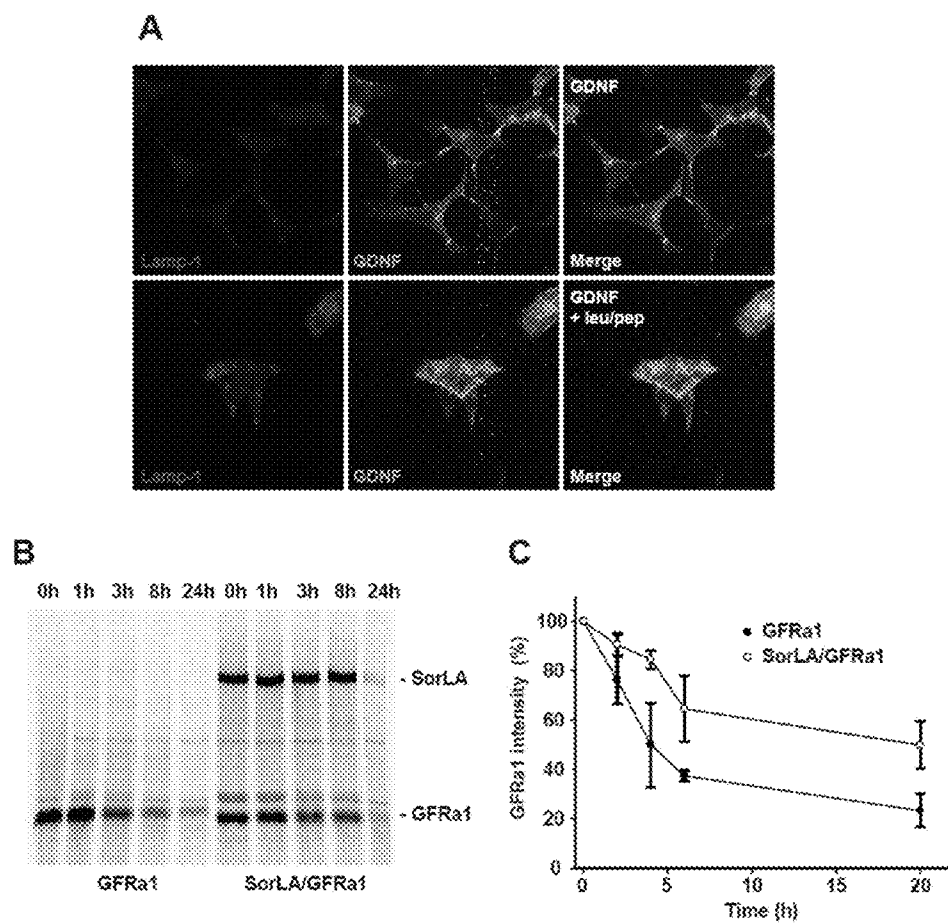 A
GDNF
Lamp-1 GDNF Merge
GDNF
+ leu/pep
Lamp-1 GDNF Merge
B
0h 1h 3h 8h 24h 0h 1h 3h 8h 24h
- SorLA
- GFRa1
GFRa1 SorLA/GFRa1
C
GFRa1
SorLA/GFRa1
GFRa1 intensity (%)
100
80
60
40
20
0
0 5 10 15 20
Time (h)